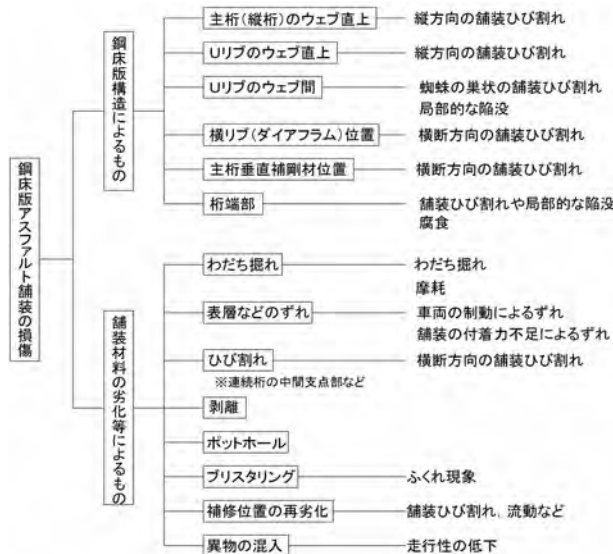 鋼床版アスファルト舗装の損傷
鋼床版構造によるもの
主桁(縦桁)のウェブ直上
縦方向の舗装ひび割れ
Uリブのウェブ直上
縦方向の舗装ひび割れ
Uリブのウェブ間
蜘蛛の巣状の舗装ひび割れ
局部的な陥没
横リブ(ダイアフラム)位置
横断方向の舗装ひび割れ
主桁垂直補剛材位置
横断方向の舗装ひび割れ
桁端部
舗装ひび割れや局部的な陥没
腐食
舗装材料の劣化等によるもの
わだち掘れ
わだち掘れ
摩耗
表層などのずれ
車両の制動によるずれ
舗装の付着力不足によるずれ
ひび割れ
横断方向の舗装ひび割れ
※連続桁の中間支点部など
剥離
ポットホール
ブリスタリング
ふくれ現象
補修位置の再劣化
舗装ひび割れ、流動など
異物の混入
走行性の低下